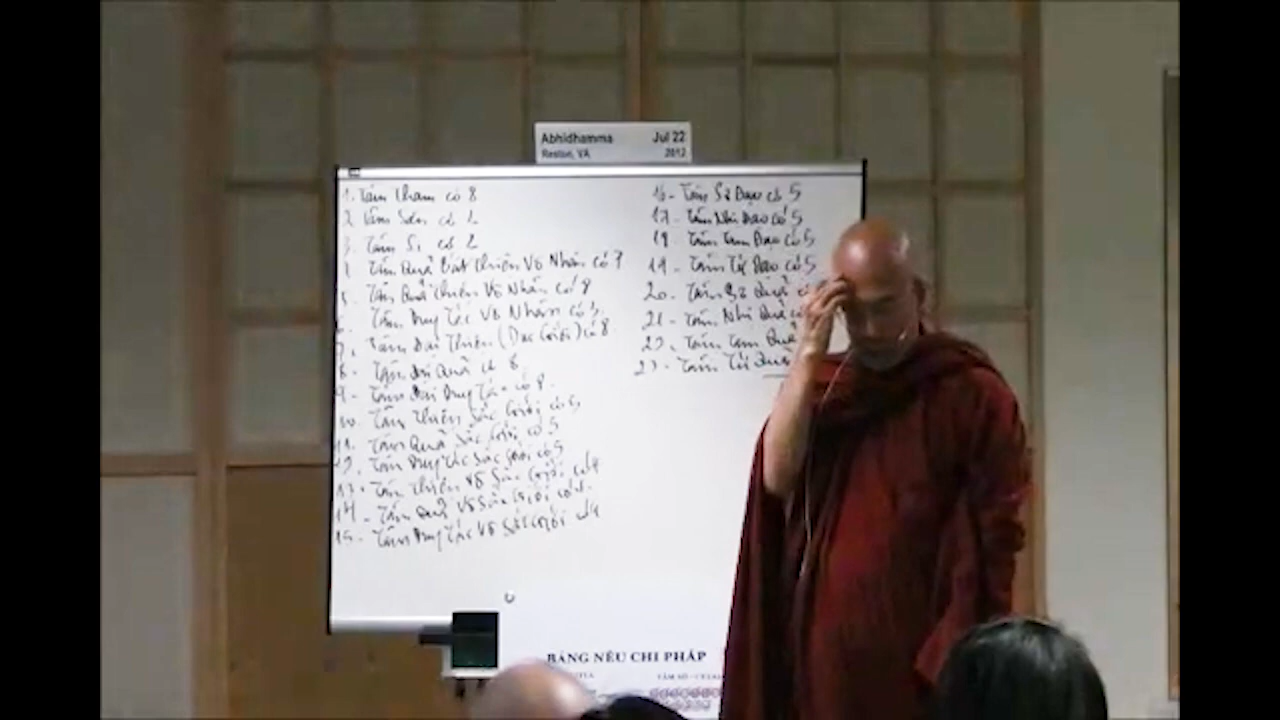 Abhidhamma Jul 22
Reston, VA 2012
1. Tâm Tham có 8
2. Tâm Sân có 2
3. Tâm Si có 2
Tâm Quả Bất Thiện Vô Nhân có 7
Tâm Quả Thiện Vô Nhân có 8
Tâm Duy Tác Vô Nhân có 3
7. Tâm Đại Thiện (Dục Giới) có 8
8 - Tâm Đại Quả có 8
9 - Tâm Đại Duy Tác có 8
10. Tâm Thiện Sắc Giới có 5
11. Tâm Quả Sắc Giới có 5
12. Tâm Duy Tác Sắc Giới có 5
13. Tâm Thiện Vô Sắc Giới có 4
14 - Tâm Quả Vô Sắc Giới có 4
15 - Tâm Duy Tác Vô Sắc Giới có 4
16 - Tâm Sơ Đạo có 5
17 - Tâm Nhị Đạo có 5
18 - Tâm Tam Đạo có 5
19 - Tâm Tứ Đạo có 5
20 - Tâm Sơ Quả
21 - Tâm Nhị Quả
22 - Tâm Tam Quả
23 - Tâm Tứ Quả
BẢNG NÊU CHI PHÁP